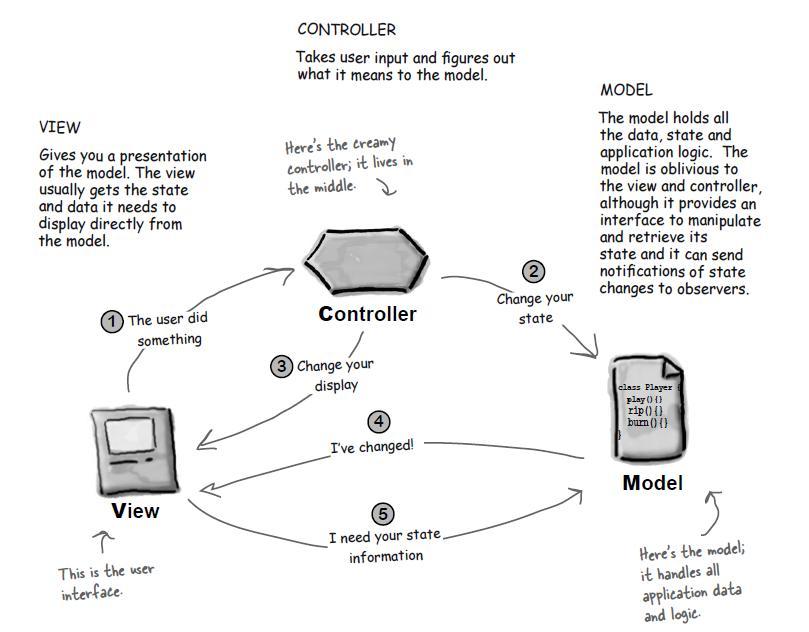 CONTROLLER
Takes user input and figures out
what it means to the model.
MODEL
The model holds all
the data, state and
application logic. The
model is oblivious to
the view and controller,
although it provides an
interface to manipulate
and retrieve its
state and it can send
notifications of state
changes to observers.
VIEW
Gives you a presentation
of the model. The view
usually gets the state
and data it needs to
display directly from
the model.
Here's the creamy
controller; it lives in
the middle.
Controller
1 The user did
something
2
Change your
state
3 Change your
display
4
I've changed!
5
I need your state
information
class Player {
play(){}
rip(){}
burn(){}
}
View
Model
This is the user
interface.
Here's the model;
it handles all
application data
and logic.